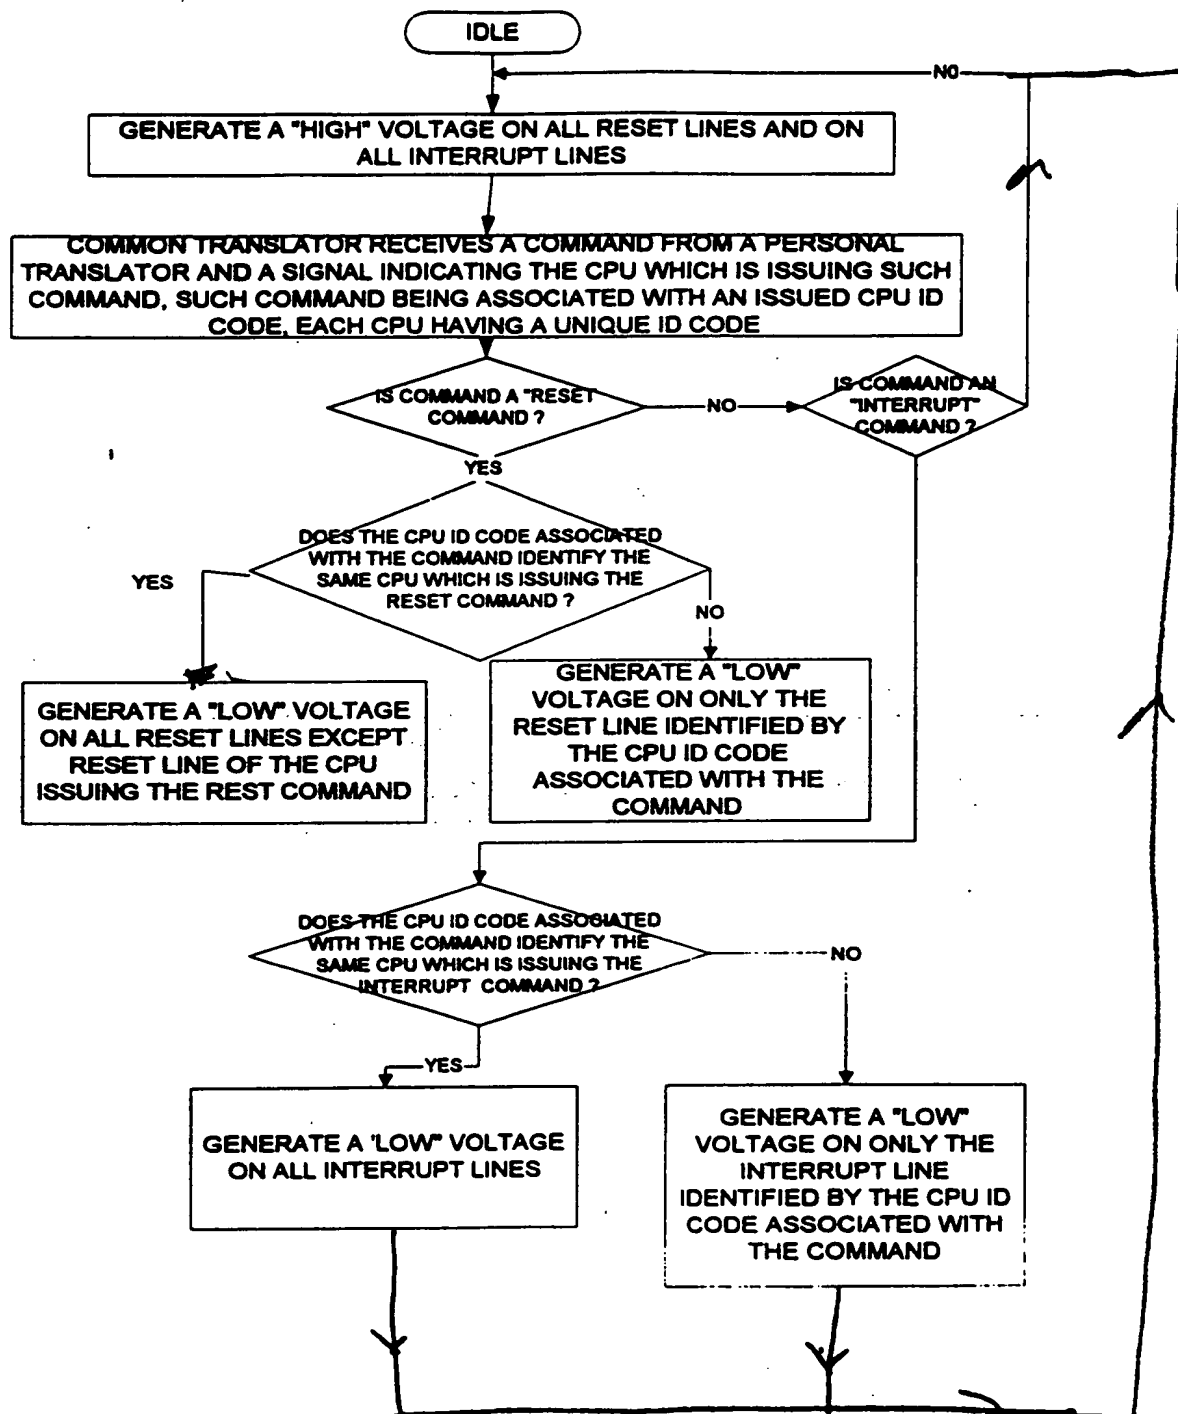 IDLE
NO
GENERATE A "HIGH" VOLTAGE ON ALL RESET LINES AND ON
ALL INTERRUPT LINES
COMMON TRANSLATOR RECEIVES A COMMAND FROM A PERSONAL
TRANSLATOR AND A SIGNAL INDICATING THE CPU WHICH IS ISSUING SUCH
COMMAND, SUCH COMMAND BEING ASSOCIATED WITH AN ISSUED CPU ID
CODE, EACH CPU HAVING A UNIQUE ID CODE
IS COMMAND A "RESET
COMMAND ?
NO
IS COMMAND AN
"INTERRUPT"
COMMAND ?
YES
DOES THE CPU ID CODE ASSOCIATED
WITH THE COMMAND IDENTIFY THE
SAME CPU WHICH IS ISSUING THE
RESET COMMAND ?
YES
NO
GENERATE A "LOW" VOLTAGE
ON ALL RESET LINES EXCEPT
RESET LINE OF THE CPU
ISSUING THE REST COMMAND
GENERATE A "LOW"
VOLTAGE ON ONLY THE
RESET LINE IDENTIFIED BY
THE CPU ID CODE
ASSOCIATED WITH THE
COMMAND
DOES THE CPU ID CODE ASSOCIATED
WITH THE COMMAND IDENTIFY THE
SAME CPU WHICH IS ISSUING THE
INTERRUPT COMMAND ?
NO
YES
GENERATE A 'LOW" VOLTAGE
ON ALL INTERRUPT LINES
GENERATE A "LOW"
VOLTAGE ON ONLY THE
INTERRUPT LINE
IDENTIFIED BY THE CPU ID
CODE ASSOCIATED WITH
THE COMMAND